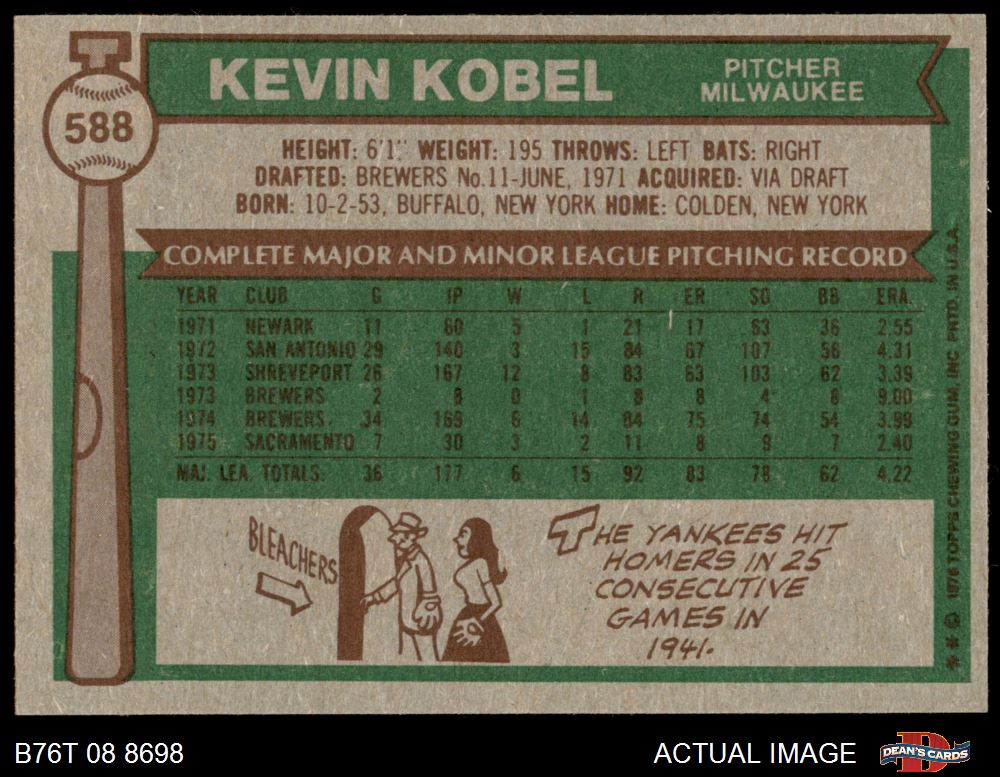 KEVIN KOBEL
PITCHER
MILWAUKEE
588
HEIGHT: 6'1" WEIGHT: 195 THROWS: LEFT BATS: RIGHT
DRAFTED: BREWERS No.11-JUNE, 1971 ACQUIRED: VIA DRAFT
BORN: 10-2-53, BUFFALO, NEW YORK HOME: COLDEN, NEW YORK
COMPLETE MAJOR AND MINOR LEAGUE PITCHING RECORD
YEAR CLUB G IP W L R ER SO BB ERA.
1971 NEWARK 11 60 5 1 21 17 63 36 2.55
1972 SAN ANTONIO 29 140 3 15 84 67 107 56 4.31
1973 SHREVEPORT 26 167 12 8 83 63 103 62 3.39
1973 BREWERS 2 8 0 1 8 8 4 8 9.00
1974 BREWERS 34 169 6 14 84 75 74 54 3.99
1975 SACRAMENTO 7 30 3 2 11 8 9 7 2.40
MAJ. LEA. TOTALS: 36 177 6 15 92 83 78 62 4.22
BLEACHERS
THE YANKEES HIT
HOMERS IN 25
CONSECUTIVE
GAMES IN
1941.
** © 1976 TOPPS CHEWING GUM, INC. PRTD. IN U.S.A.
B76T 08 8698
ACTUAL IMAGE
D
DEAN'S CARDS